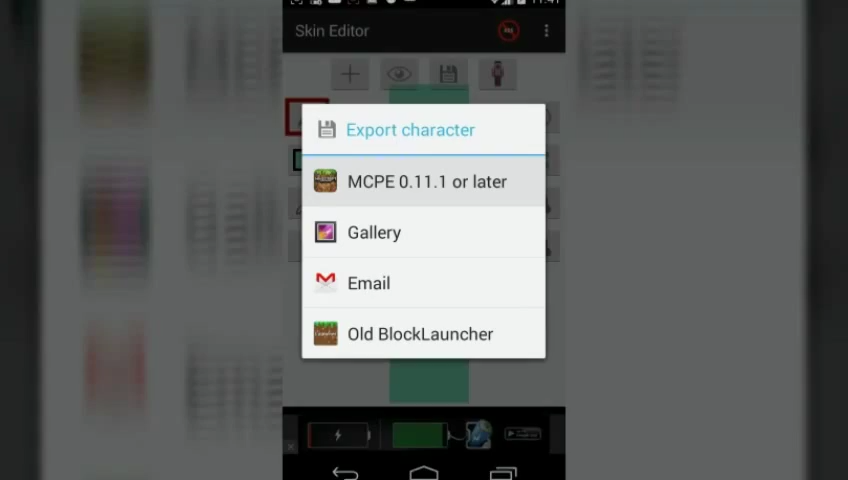 Skin Editor
Export character
MCPE 0.11.1 or later
Gallery
Email
Old BlockLauncher